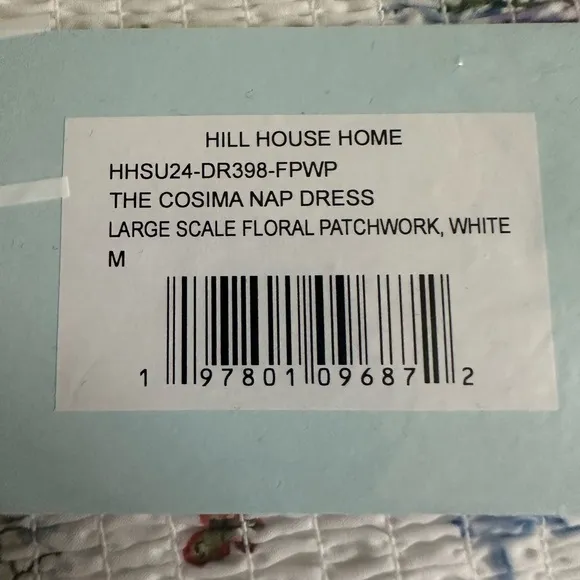 HILL HOUSE HOME
HHSU24-DR398-FPWP
THE COSIMA NAP DRESS
LARGE SCALE FLORAL PATCHWORK, WHITE
M
1 97801 09687 2